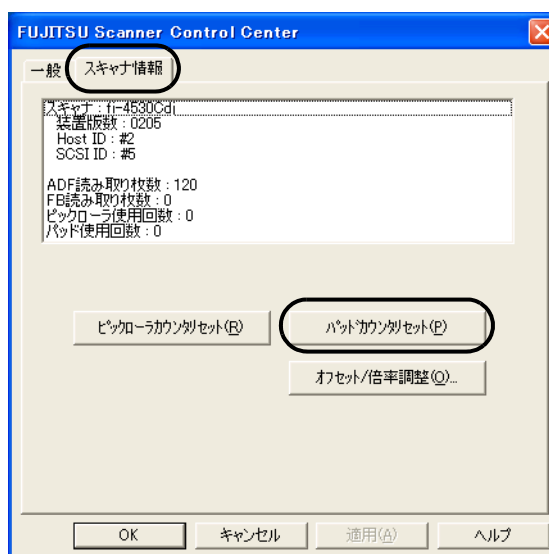 FUJITSU Scanner Control Center
一般 スキャナ情報
スキャナ : fi-4530Cdi
装置版数 : 0205
Host ID : #2
SCSI ID : #5
ADF読み取り枚数 : 120
FB読み取り枚数 : 0
ピックローラ使用回数 : 0
パッド使用回数 : 0
ピックローラカウンタリセット(R) パッドカウンタリセット(P)
オフセット/倍率調整(O)...
OK キャンセル 適用(A) ヘルプ